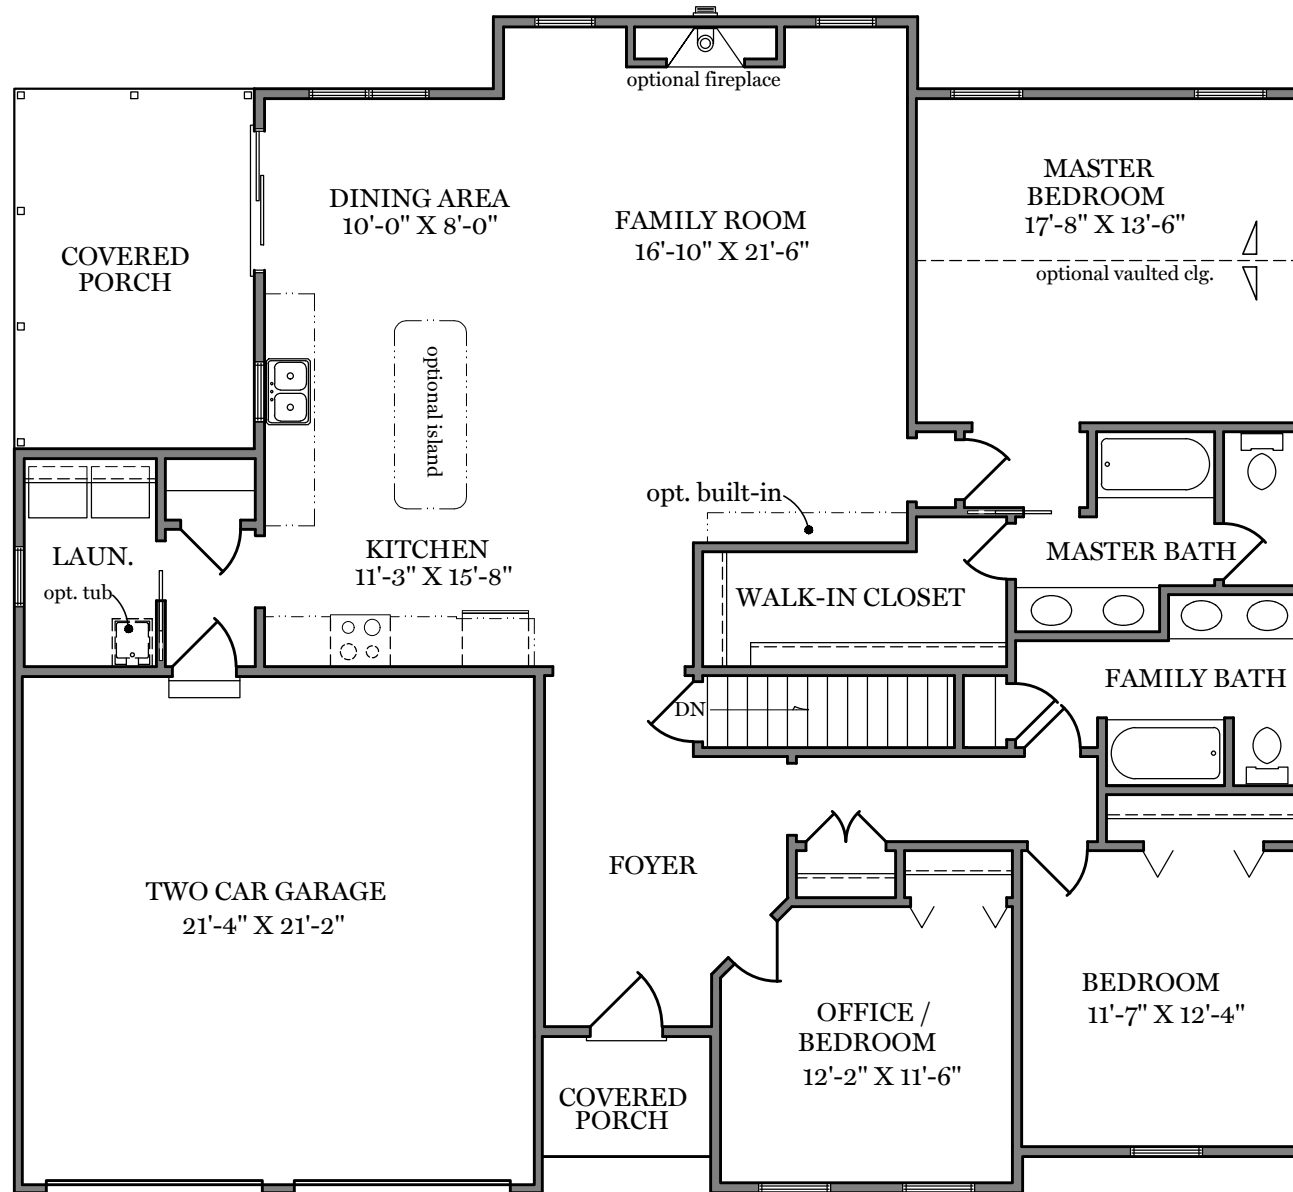 optional fireplace
DINING AREA
10'-0" X 8'-0"
FAMILY ROOM
16'-10" X 21'-6"
MASTER
BEDROOM
17'-8" X 13'-6"
optional vaulted clg.
COVERED
PORCH
optional island
opt. built-in
LAUN.
opt. tub
KITCHEN
11'-3" X 15'-8"
WALK-IN CLOSET
MASTER BATH
FAMILY BATH
DN
FOYER
TWO CAR GARAGE
21'-4" X 21'-2"
OFFICE /
BEDROOM
12'-2" X 11'-6"
BEDROOM
11'-7" X 12'-4"
COVERED
PORCH